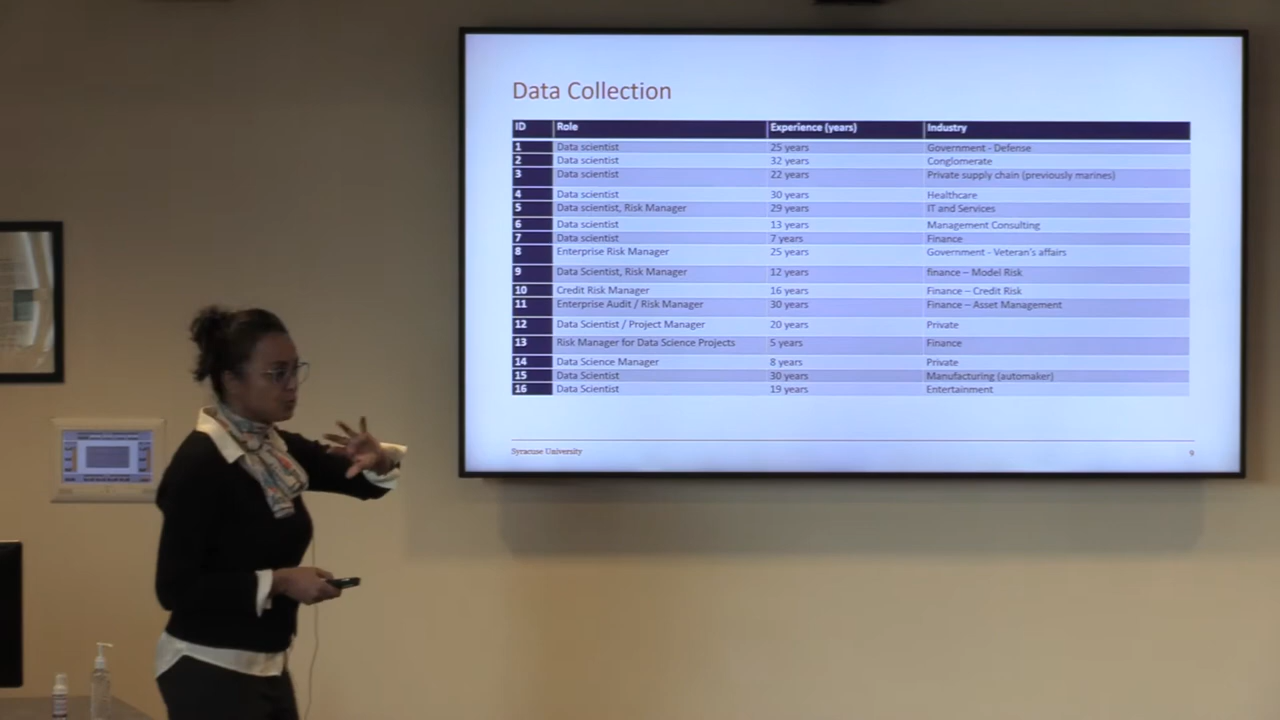 Data Collection
ID Role Experience (years) Industry
1 Data scientist 25 years Government - Defense
2 Data scientist 32 years Conglomerate
3 Data scientist 22 years Private supply chain (previously marines)
4 Data scientist 30 years Healthcare
5 Data scientist, Risk Manager 29 years IT and Services
6 Data scientist 13 years Management Consulting
7 Data scientist 7 years Finance
8 Enterprise Risk Manager 25 years Government - Veteran's affairs
9 Data Scientist, Risk Manager 12 years finance – Model Risk
10 Credit Risk Manager 16 years Finance – Credit Risk
11 Enterprise Audit / Risk Manager 30 years Finance – Asset Management
12 Data Scientist / Project Manager 20 years Private
13 Risk Manager for Data Science Projects 5 years Finance
14 Data Science Manager 8 years Private
15 Data Scientist 30 years Manufacturing (automaker)
16 Data Scientist 19 years Entertainment
Syracuse University 9